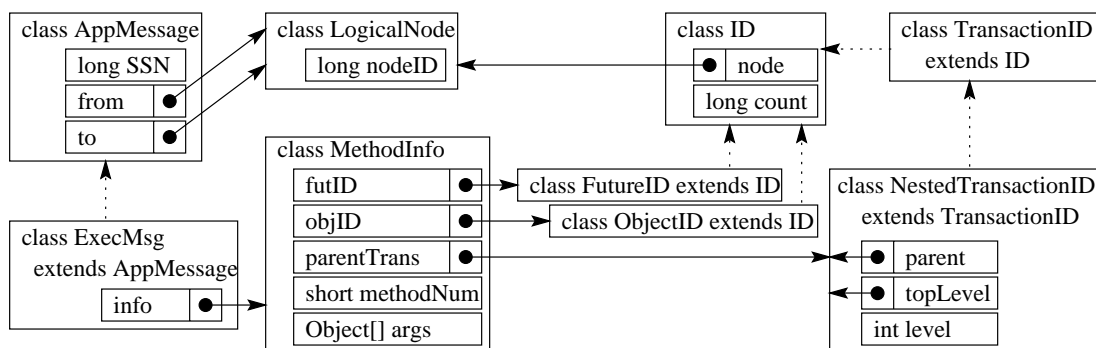 class AppMessage
long SSN
from
to
class LogicalNode
long nodeID
class ID
node
long count
class TransactionID
extends ID
class MethodInfo
futID
objID
parentTrans
short methodNum
Object[] args
class FutureID extends ID
class ObjectID extends ID
class NestedTransactionID
extends TransactionID
parent
topLevel
int level
class ExecMsg
extends AppMessage
info